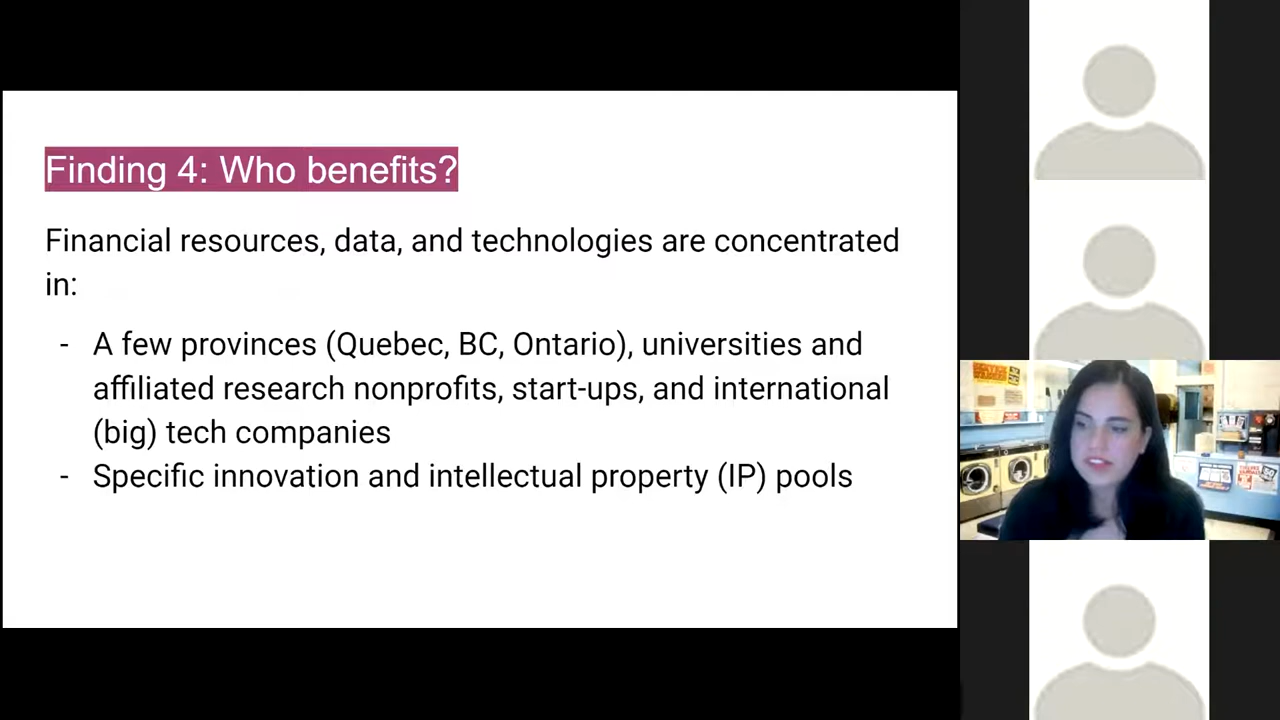 Finding 4: Who benefits?
Financial resources, data, and technologies are concentrated
in:
- A few provinces (Quebec, BC, Ontario), universities and
affiliated research nonprofits, start-ups, and international
(big) tech companies
- Specific innovation and intellectual property (IP) pools